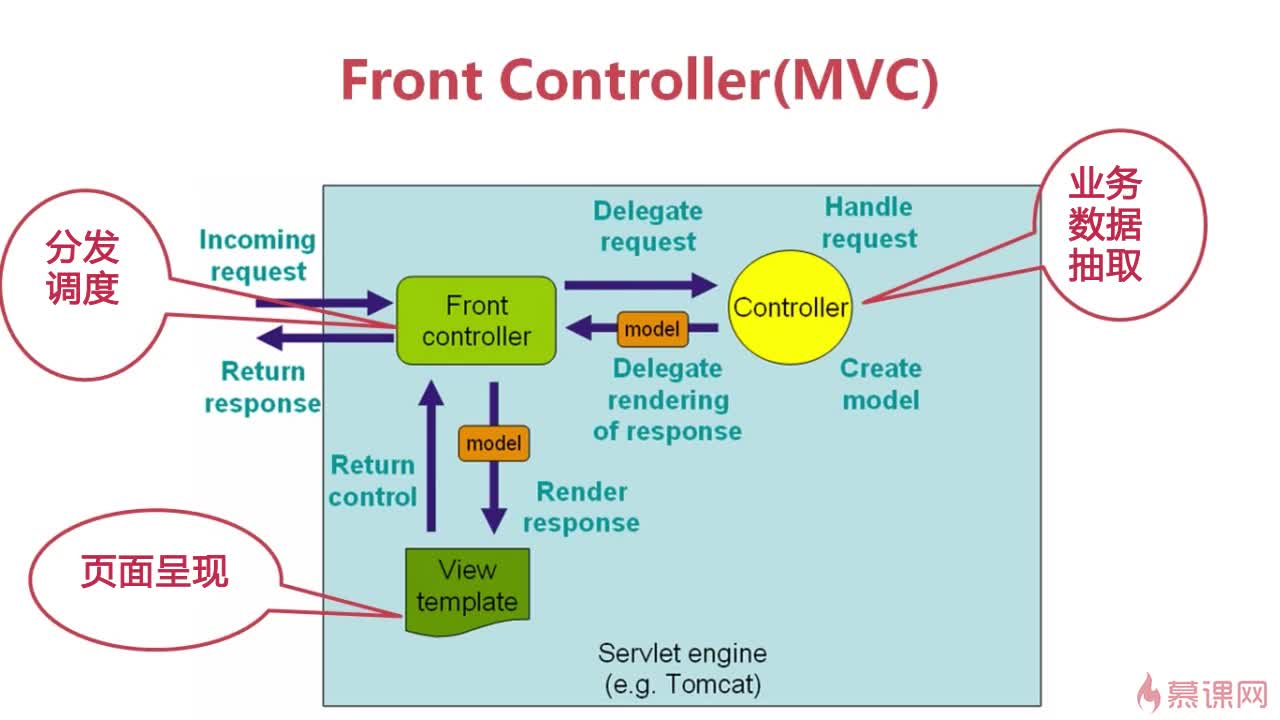 Front Controller(MVC)
分发
调度
Incoming
request
Return
response
Front
controller
Delegate
request
model
Delegate
rendering
of response
Handle
request
Controller
Create
model
业务
数据
抽取
Return
control
model
Render
response
页面呈现
View
template
Servlet engine
(e.g. Tomcat)
慕课网